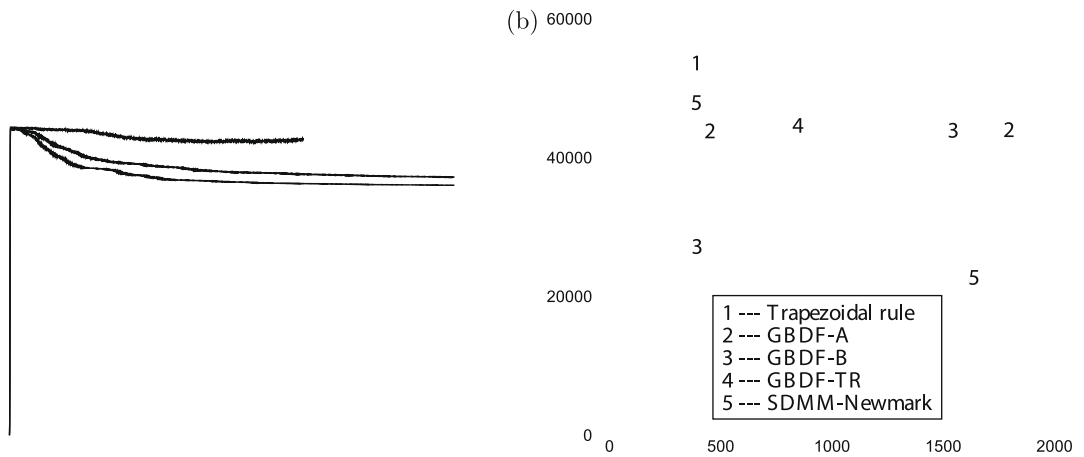 (b) 60000
1
5
2 4 3 2
40000
3
5
20000
1 --- Trapezoidal rule
2 --- GBDF-A
3 --- GBDF-B
4 --- GBDF-TR
5 --- SDMM-Newmark
0
0 500 1000 1500 2000